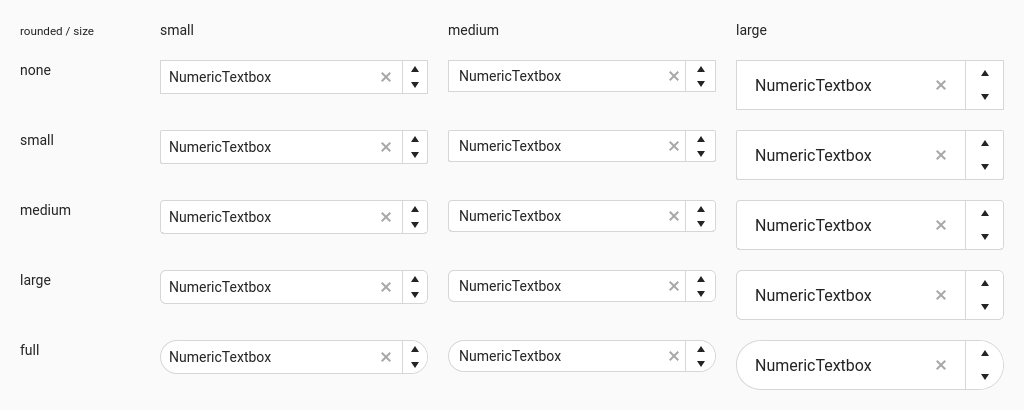 rounded / size small medium large
none NumericTextbox NumericTextbox NumericTextbox
small NumericTextbox NumericTextbox NumericTextbox
medium NumericTextbox NumericTextbox NumericTextbox
large NumericTextbox NumericTextbox NumericTextbox
full NumericTextbox NumericTextbox NumericTextbox